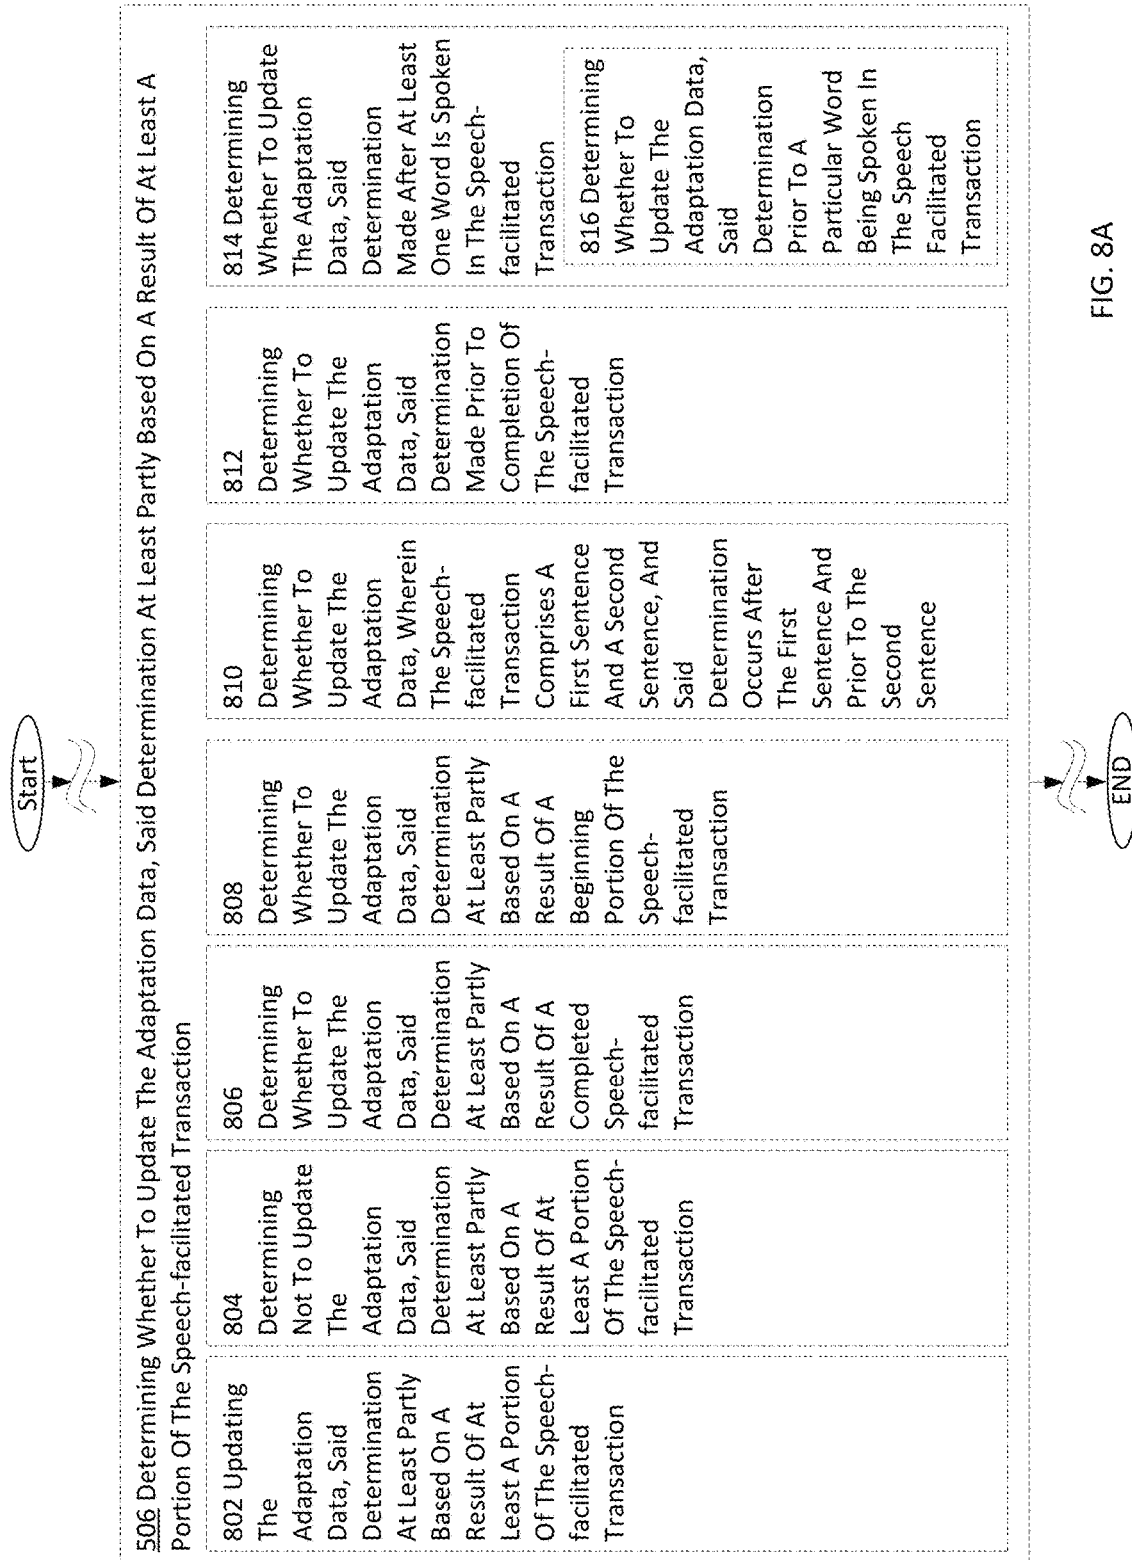 Start
506 Determining Whether To Update The Adaptation Data, Said Determination At Least Partly Based On A Result Of At Least A
Portion Of The Speech-facilitated Transaction
802 Updating
The
Adaptation
Data, Said
Determination
At Least Partly
Based On A
Result Of At
Least A Portion
Of The Speech-
facilitated
Transaction
804
Determining
Not To Update
The
Adaptation
Data, Said
Determination
At Least Partly
Based On A
Result Of At
Least A Portion
Of The Speech-
facilitated
Transaction
806
Determining
Whether To
Update The
Adaptation
Data, Said
Determination
At Least Partly
Based On A
Result Of A
Completed
Speech-
facilitated
Transaction
808
Determining
Whether To
Update The
Adaptation
Data, Said
Determination
At Least Partly
Based On A
Result Of A
Beginning
Portion Of The
Speech-
facilitated
Transaction
810
Determining
Whether To
Update The
Adaptation
Data, Wherein
The Speech-
facilitated
Transaction
Comprises A
First Sentence
And A Second
Sentence, And
Said
Determination
Occurs After
The First
Sentence And
Prior To The
Second
Sentence
812
Determining
Whether To
Update The
Adaptation
Data, Said
Determination
Made Prior To
Completion Of
The Speech-
facilitated
Transaction
814 Determining
Whether To Update
The Adaptation
Data, Said
Determination
Made After At Least
One Word Is Spoken
In The Speech-
facilitated
Transaction
816 Determining
Whether To
Update The
Adaptation Data,
Said
Determination
Prior To A
Particular Word
Being Spoken In
The Speech
Facilitated
Transaction
END
FIG. 8A